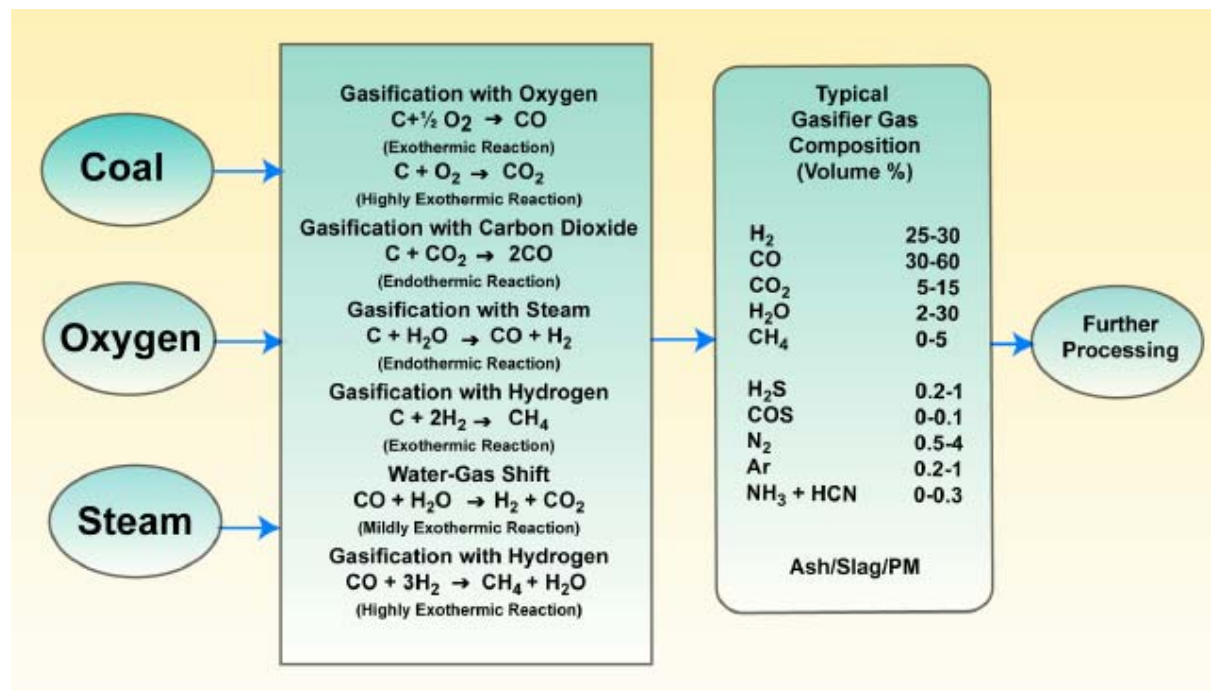 Coal
Oxygen
Steam
Gasification with Oxygen
C+½ O₂ → CO
(Exothermic Reaction)
C + O₂ → CO₂
(Highly Exothermic Reaction)
Gasification with Carbon Dioxide
C + CO₂ → 2CO
(Endothermic Reaction)
Gasification with Steam
C + H₂O → CO + H₂
(Endothermic Reaction)
Gasification with Hydrogen
C + 2H₂ → CH₄
(Exothermic Reaction)
Water-Gas Shift
CO + H₂O → H₂ + CO₂
(Mildly Exothermic Reaction)
Gasification with Hydrogen
CO + 3H₂ → CH₄ + H₂O
(Highly Exothermic Reaction)
Typical
Gasifier Gas
Composition
(Volume %)
H₂ 25-30
CO 30-60
CO₂ 5-15
H₂O 2-30
CH₄ 0-5
H₂S 0.2-1
COS 0-0.1
N₂ 0.5-4
Ar 0.2-1
NH₃ + HCN 0-0.3
Ash/Slag/PM
Further
Processing